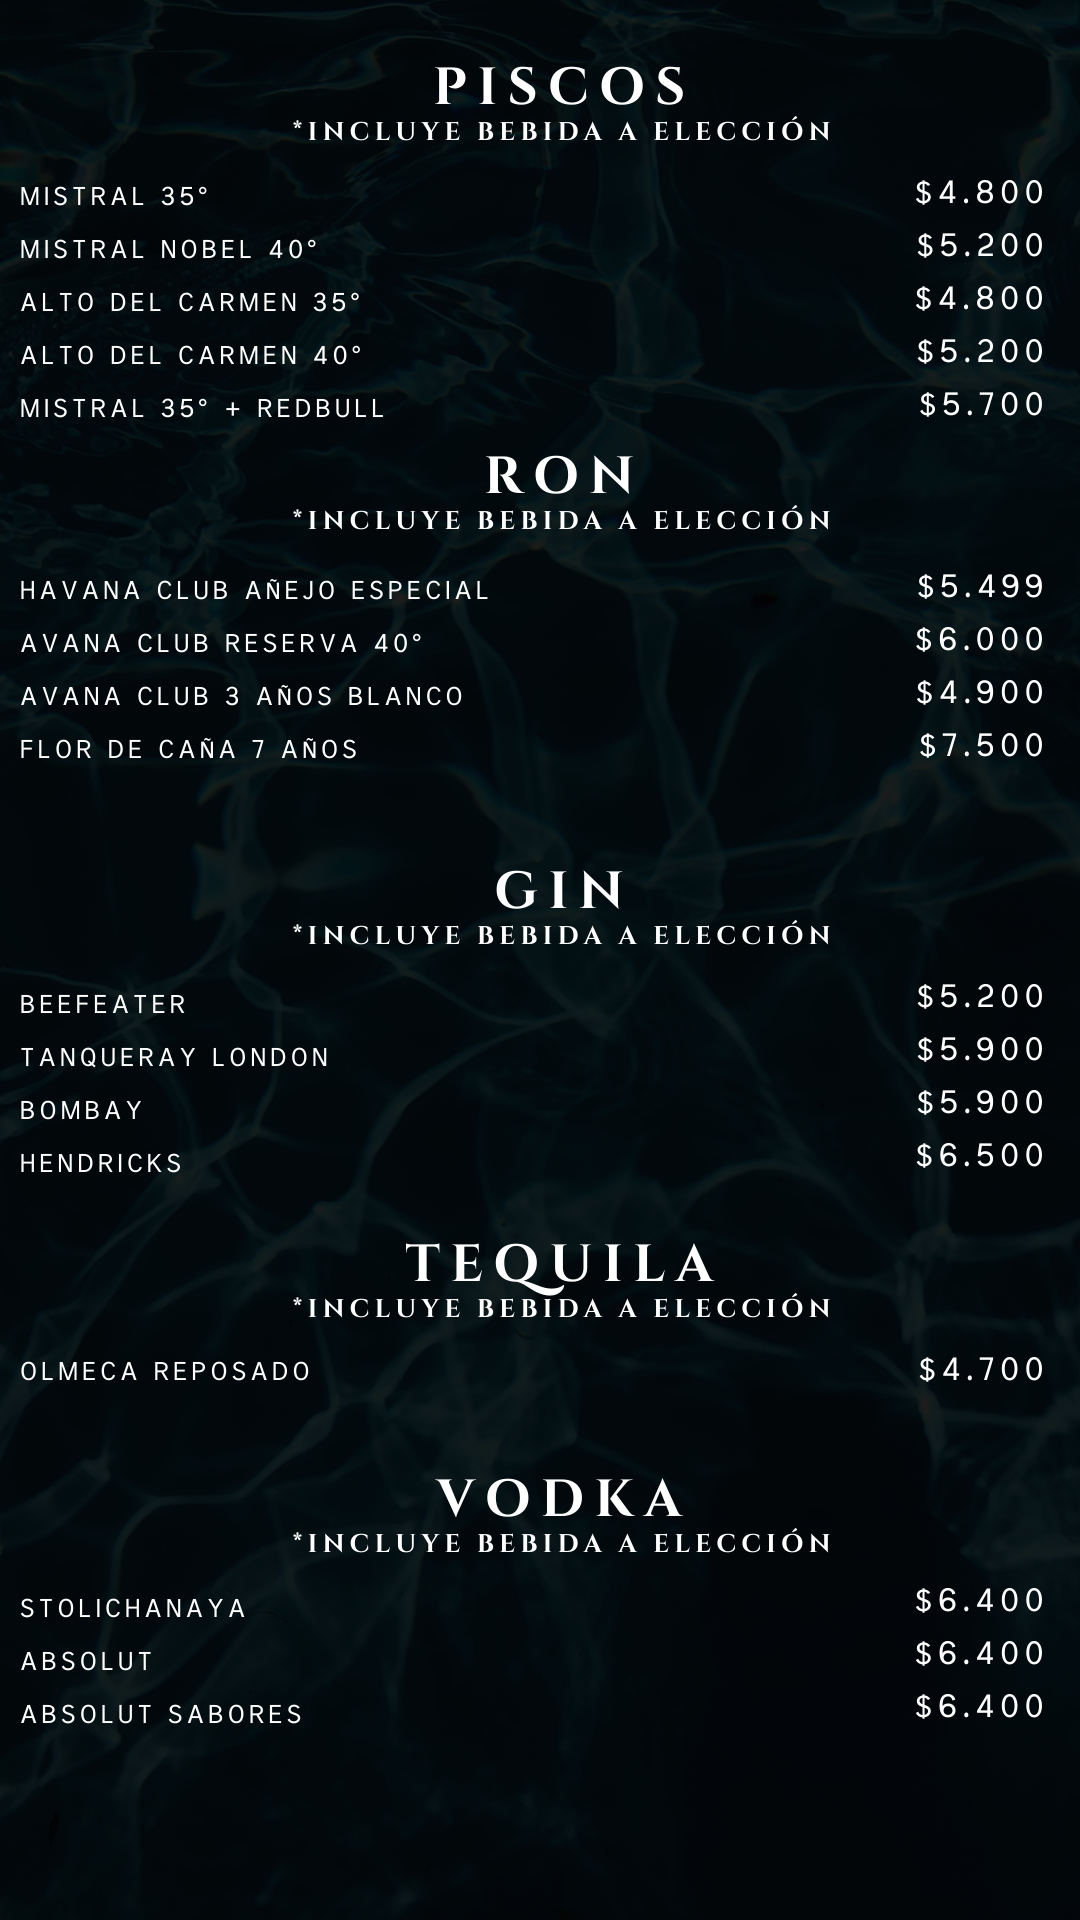 PISCOS
*INCLUYE BEBIDA A ELECCIÓN
MISTRAL 35° $4.800
MISTRAL NOBEL 40° $5.200
ALTO DEL CARMEN 35° $4.800
ALTO DEL CARMEN 40° $5.200
MISTRAL 35° + REDBULL $5.700
RON
*INCLUYE BEBIDA A ELECCIÓN
HAVANA CLUB AÑEJO ESPECIAL $5.499
AVANA CLUB RESERVA 40° $6.000
AVANA CLUB 3 AÑOS BLANCO $4.900
FLOR DE CAÑA 7 AÑOS $7.500
GIN
*INCLUYE BEBIDA A ELECCIÓN
BEEFEATER $5.200
TANQUERAY LONDON $5.900
BOMBAY $5.900
HENDRICKS $6.500
TEQUILA
*INCLUYE BEBIDA A ELECCIÓN
OLMECA REPOSADO $4.700
VODKA
*INCLUYE BEBIDA A ELECCIÓN
STOLICHANAYA $6.400
ABSOLUT $6.400
ABSOLUT SABORES $6.400